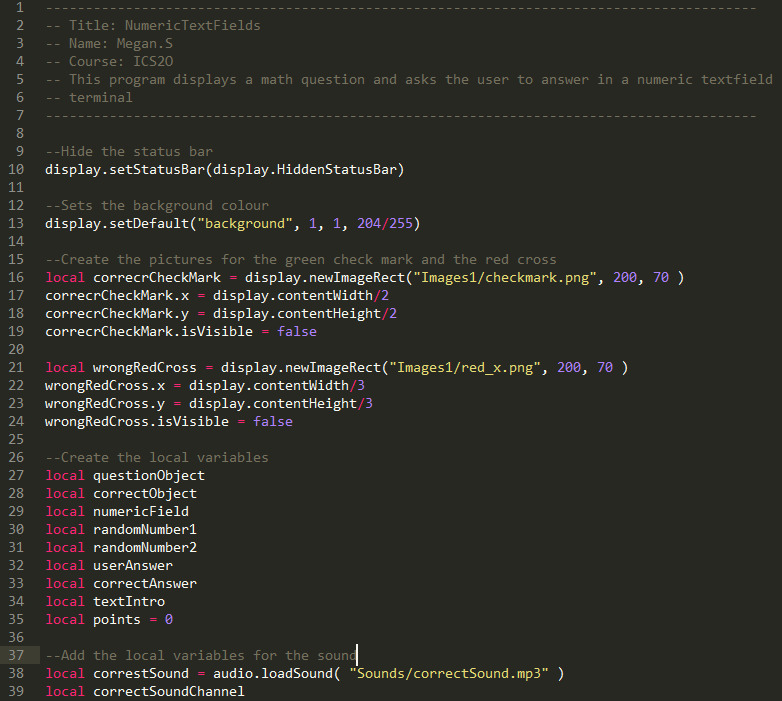 1 -----------------------------------------------------------------------------------------
2 -- Title: NumericTextFields
3 -- Name: Megan.S
4 -- Course: ICS2O
5 -- This program displays a math question and asks the user to answer in a numeric textfield
6 -- terminal
7 -----------------------------------------------------------------------------------------
8
9 --Hide the status bar
10 display.setStatusBar(display.HiddenStatusBar)
11
12 --Sets the background colour
13 display.setDefault("background", 1, 1, 204/255)
14
15 --Create the pictures for the green check mark and the red cross
16 local correcrCheckMark = display.newImageRect("Images1/checkmark.png", 200, 70 )
17 correcrCheckMark.x = display.contentWidth/2
18 correcrCheckMark.y = display.contentHeight/2
19 correcrCheckMark.isVisible = false
20
21 local wrongRedCross = display.newImageRect("Images1/red_x.png", 200, 70 )
22 wrongRedCross.x = display.contentWidth/3
23 wrongRedCross.y = display.contentHeight/3
24 wrongRedCross.isVisible = false
25
26 --Create the local variables
27 local questionObject
28 local correctObject
29 local numericField
30 local randomNumber1
31 local randomNumber2
32 local userAnswer
33 local correctAnswer
34 local textIntro
35 local points = 0
36
37 --Add the local variables for the sound
38 local correstSound = audio.loadSound( "Sounds/correctSound.mp3" )
39 local correctSoundChannel